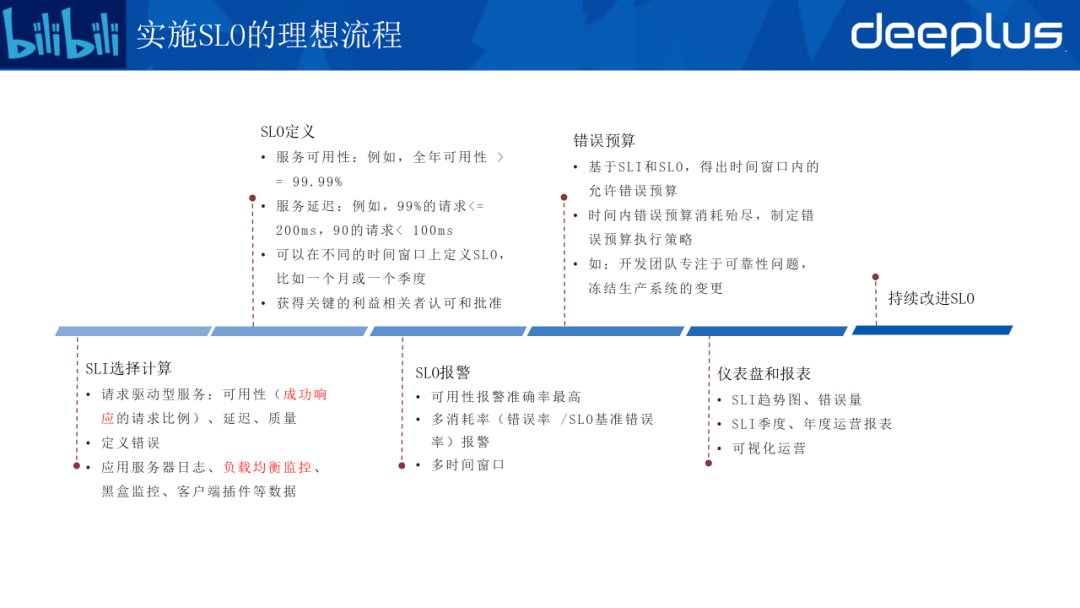 bilibili
实施SLO的理想流程
deeplus
SLO定义
• 服务可用性：例如，全年可用性 >
= 99.99%
• 服务延迟：例如，99%的请求<=
200ms，90的请求< 100ms
• 可以在不同的时间窗口上定义SLO，
比如一个月或一个季度
• 获得关键的利益相关者认可和批准
错误预算
• 基于SLI和SLO，得出时间窗口内的
允许错误预算
• 时间内错误预算消耗殆尽，制定错
误预算执行策略
• 如：开发团队专注于可靠性问题，
冻结生产系统的变更
持续改进SLO
SLI选择计算
• 请求驱动型服务：可用性（成功响
应的请求比例）、延迟、质量
• 定义错误
• 应用服务器日志、负载均衡监控、
黑盒监控、客户端插件等数据
SLO报警
• 可用性报警准确率最高
• 多消耗率（错误率 /SLO基准错误
率）报警
• 多时间窗口
仪表盘和报表
• SLI趋势图、错误量
• SLI季度、年度运营报表
• 可视化运营